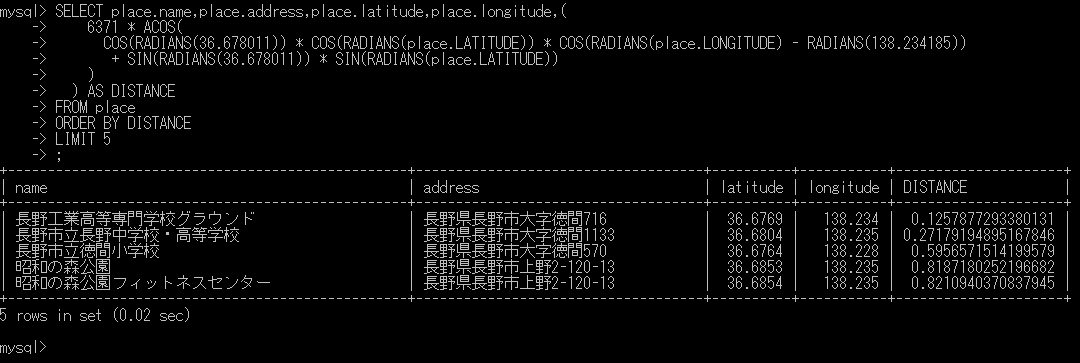 mysql> SELECT place.name,place.address,place.latitude,place.longitude,(
    ->     6371 * ACOS(
    ->       COS(RADIANS(36.678011)) * COS(RADIANS(place.LATITUDE)) * COS(RADIANS(place.LONGITUDE) - RADIANS(138.234185))
    ->        + SIN(RADIANS(36.678011)) * SIN(RADIANS(place.LATITUDE))
    ->     )
    ->   ) AS DISTANCE
    -> FROM place
    -> ORDER BY DISTANCE
    -> LIMIT 5
    -> ;
| name | address | latitude | longitude | DISTANCE |
| 長野工業高等専門学校グラウンド | 長野県長野市大字徳間716 | 36.6769 | 138.234 | 0.1257877293380131 |
| 長野市立長野中学校・高等学校 | 長野県長野市大字徳間1133 | 36.6804 | 138.235 | 0.27179194895167846 |
| 長野市立徳間小学校 | 長野県長野市大字徳間570 | 36.6764 | 138.228 | 0.5956571514199579 |
| 昭和の森公園 | 長野県長野市上野2-120-13 | 36.6853 | 138.235 | 0.8187180252196682 |
| 昭和の森公園フィットネスセンター | 長野県長野市上野2-120-13 | 36.6854 | 138.235 | 0.8210940370837945 |
5 rows in set (0.02 sec)
mysql>